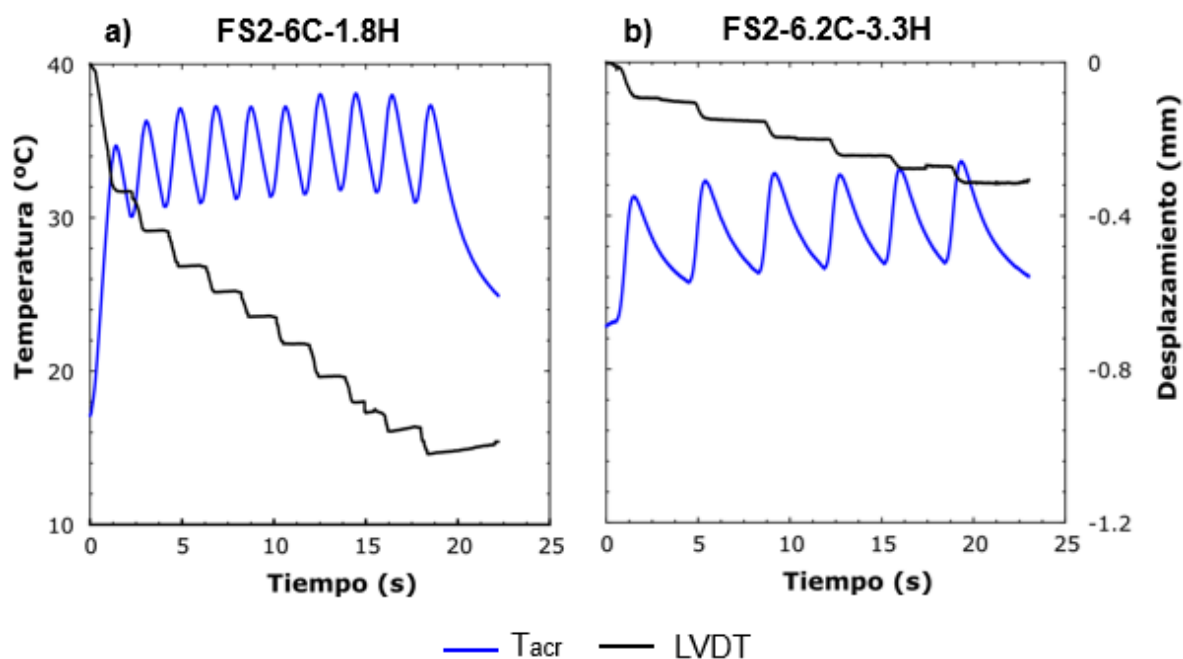 a) FS2-6C-1.8H
b) FS2-6.2C-3.3H
Temperatura (ºC)
40
30
20
10
0 5 10 15 20 25
Tiempo (s)
0
-0.4
-0.8
-1.2
Desplazamiento (mm)
0 5 10 15 20 25
Tiempo (s)
Tacr LVDT